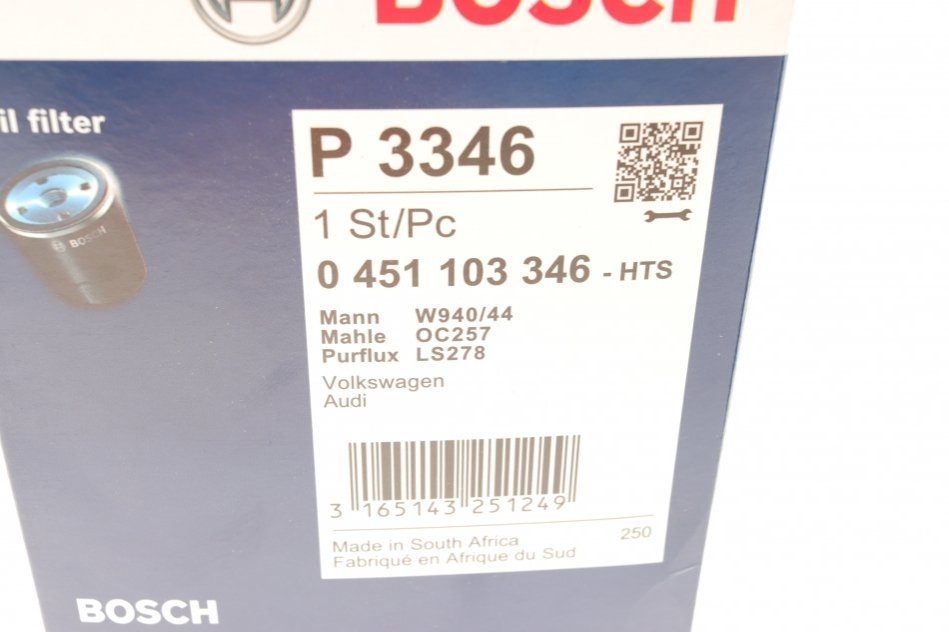 BOSCH
il filter
BOSCH
P 3346
1 St/Pc
0 451 103 346 - HTS
Mann W940/44
Mahle OC257
Purflux LS278
Volkswagen
Audi
3 165143 251249
Made in South Africa 250
Fabriqué en Afrique du Sud
BOSCH